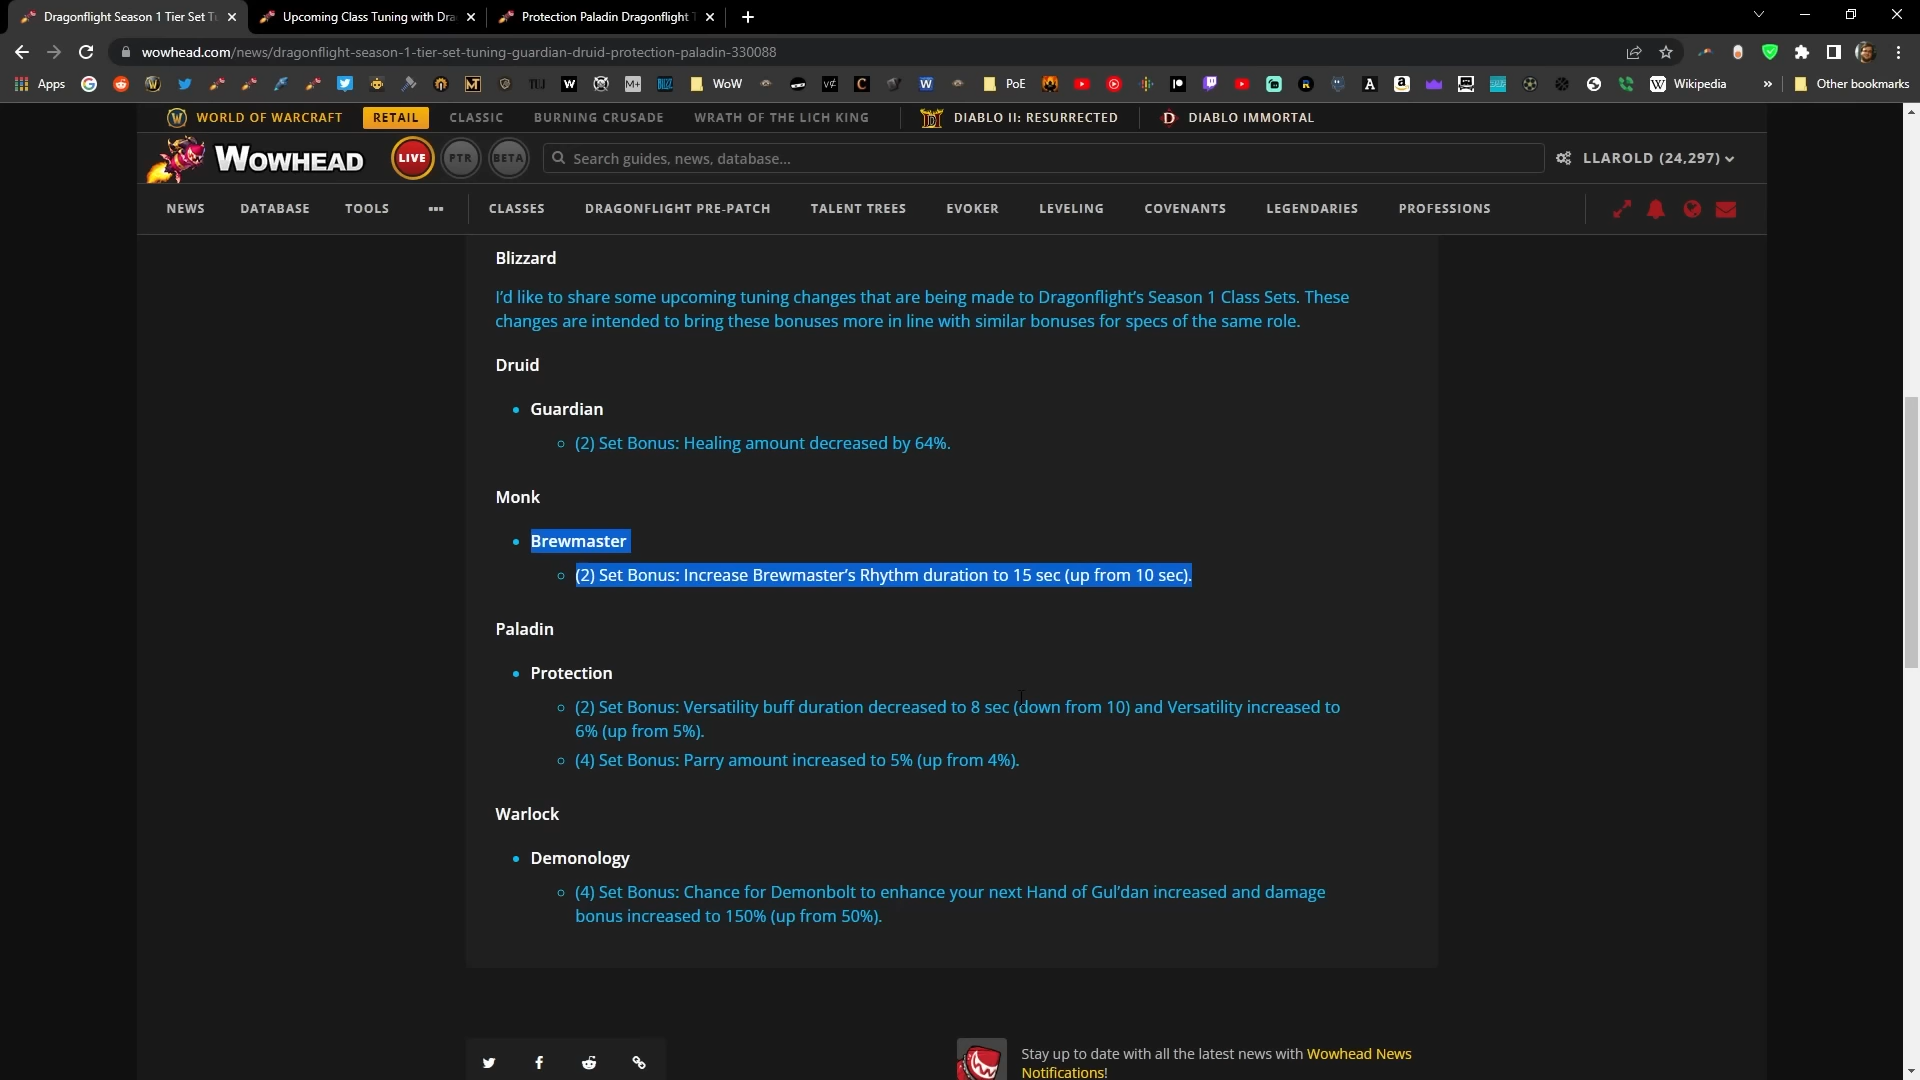 Dragonflight Season 1 Tier Set Tu
Upcoming Class Tuning with Dra
Protection Paladin Dragonflight T
wowhead.com/news/dragonflight-season-1-tier-set-tuning-guardian-druid-protection-paladin-330088
Apps
WoW
PoE
Wikipedia
»
Other bookmarks
WORLD OF WARCRAFT
RETAIL
CLASSIC
BURNING CRUSADE
WRATH OF THE LICH KING
DIABLO II: RESURRECTED
DIABLO IMMORTAL
WOWHEAD
LIVE
PTR
BETA
Search guides, news, database...
LLAROLD (24,297)
NEWS
DATABASE
TOOLS
CLASSES
DRAGONFLIGHT PRE-PATCH
TALENT TREES
EVOKER
LEVELING
COVENANTS
LEGENDARIES
PROFESSIONS
Blizzard
I'd like to share some upcoming tuning changes that are being made to Dragonflight's Season 1 Class Sets. These
changes are intended to bring these bonuses more in line with similar bonuses for specs of the same role.
Druid
Guardian
(2) Set Bonus: Healing amount decreased by 64%.
Monk
Brewmaster
(2) Set Bonus: Increase Brewmaster's Rhythm duration to 15 sec (up from 10 sec).
Paladin
Protection
(2) Set Bonus: Versatility buff duration decreased to 8 sec (down from 10) and Versatility increased to
6% (up from 5%).
(4) Set Bonus: Parry amount increased to 5% (up from 4%).
Warlock
Demonology
(4) Set Bonus: Chance for Demonbolt to enhance your next Hand of Gul'dan increased and damage
bonus increased to 150% (up from 50%).
Stay up to date with all the latest news with Wowhead News
Notifications!